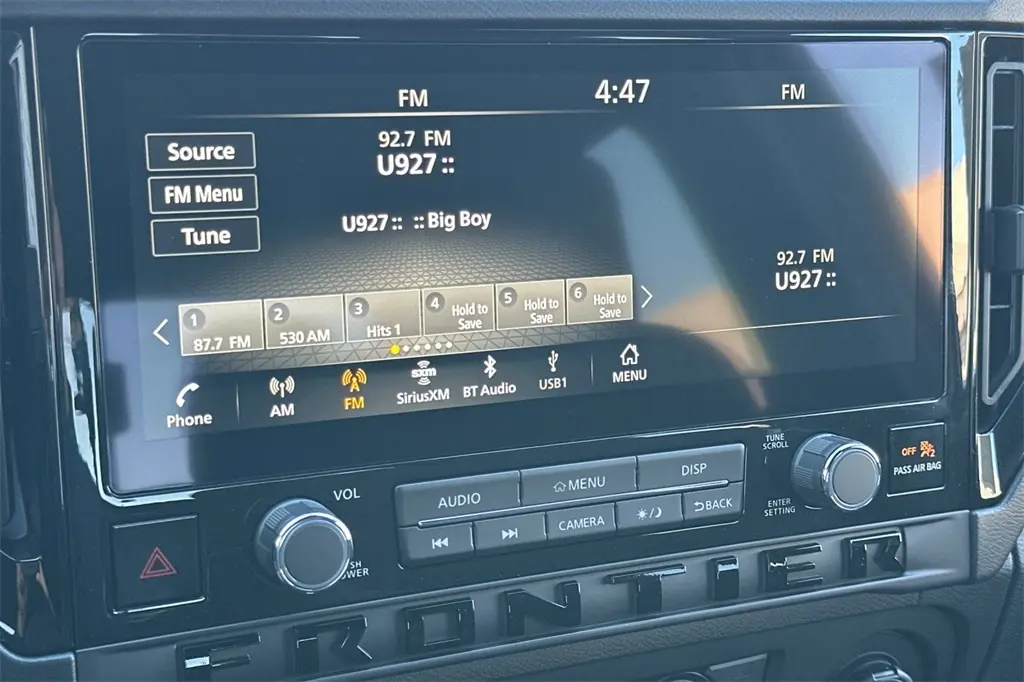 FM 4:47 FM
92.7 FM
U927 ::
Source
FM Menu
Tune
U927 :: :: Big Boy
92.7 FM
U927 ::
1 87.7 FM
2 530 AM
3 Hits 1
4 Hold to
Save
5 Hold to
Save
6 Hold to
Save
Phone
AM
FM
sxm
SiriusXM
BT Audio
USB1
MENU
VOL
AUDIO
MENU
DISP
CAMERA
BACK
TUNE
SCROLL
ENTER
SETTING
OFF 2
PASS AIR BAG
FRONTIER